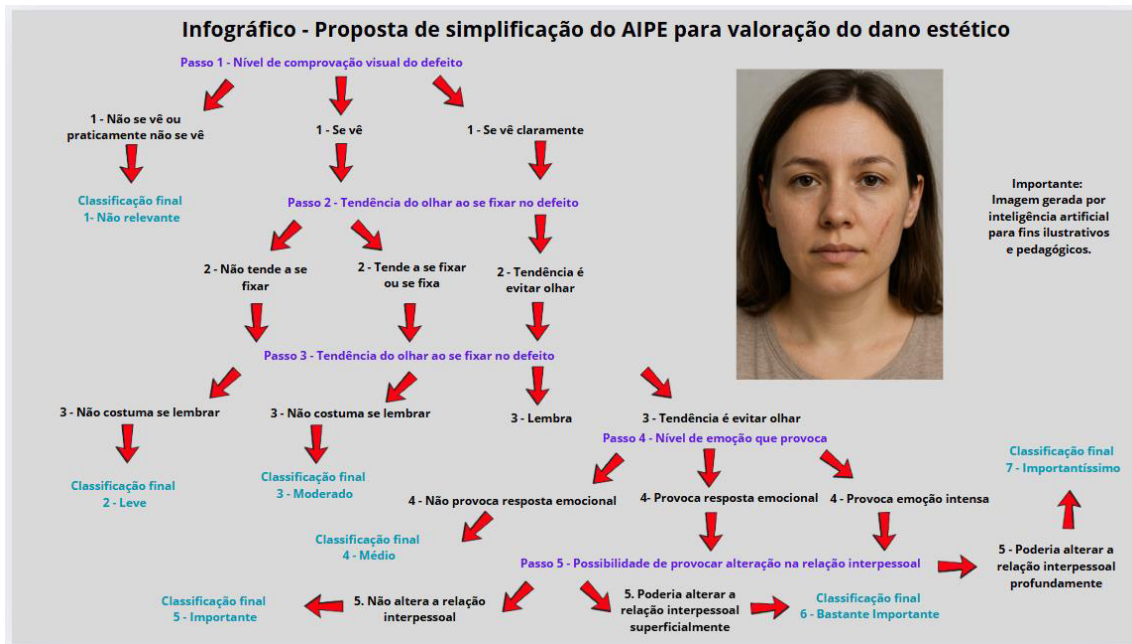 Infográfico - Proposta de simplificação do AIPE para valoração do dano estético
Passo 1 - Nível de comprovação visual do defeito
1 - Não se vê ou
praticamente não se vê
1 - Se vê
1 - Se vê claramente
Classificação final
1- Não relevante
Passo 2 - Tendência do olhar ao se fixar no defeito
Importante:
Imagem gerada por
inteligência artificial
para fins ilustrativos
e pedagógicos.
2 - Não tende a se
fixar
2 - Tende a se fixar
ou se fixa
2 - Tendência é
evitar olhar
Passo 3 - Tendência do olhar ao se fixar no defeito
3 - Não costuma se lembrar
3 - Não costuma se lembrar
3 - Lembra
3 - Tendência é evitar olhar
Passo 4 - Nível de emoção que provoca
Classificação final
2 - Leve
Classificação final
3 - Moderado
Classificação final
7 - Importantíssimo
4 - Não provoca resposta emocional
4- Provoca resposta emocional
4 - Provoca emoção intensa
Classificação final
4 - Médio
Passo 5 - Possibilidade de provocar alteração na relação interpessoal
5 - Poderia alterar a
relação interpessoal
profundamente
Classificação final
5 - Importante
5. Não altera a relação
interpessoal
5. Poderia alterar a
relação interpessoal
superficialmente
Classificação final
6 - Bastante Importante